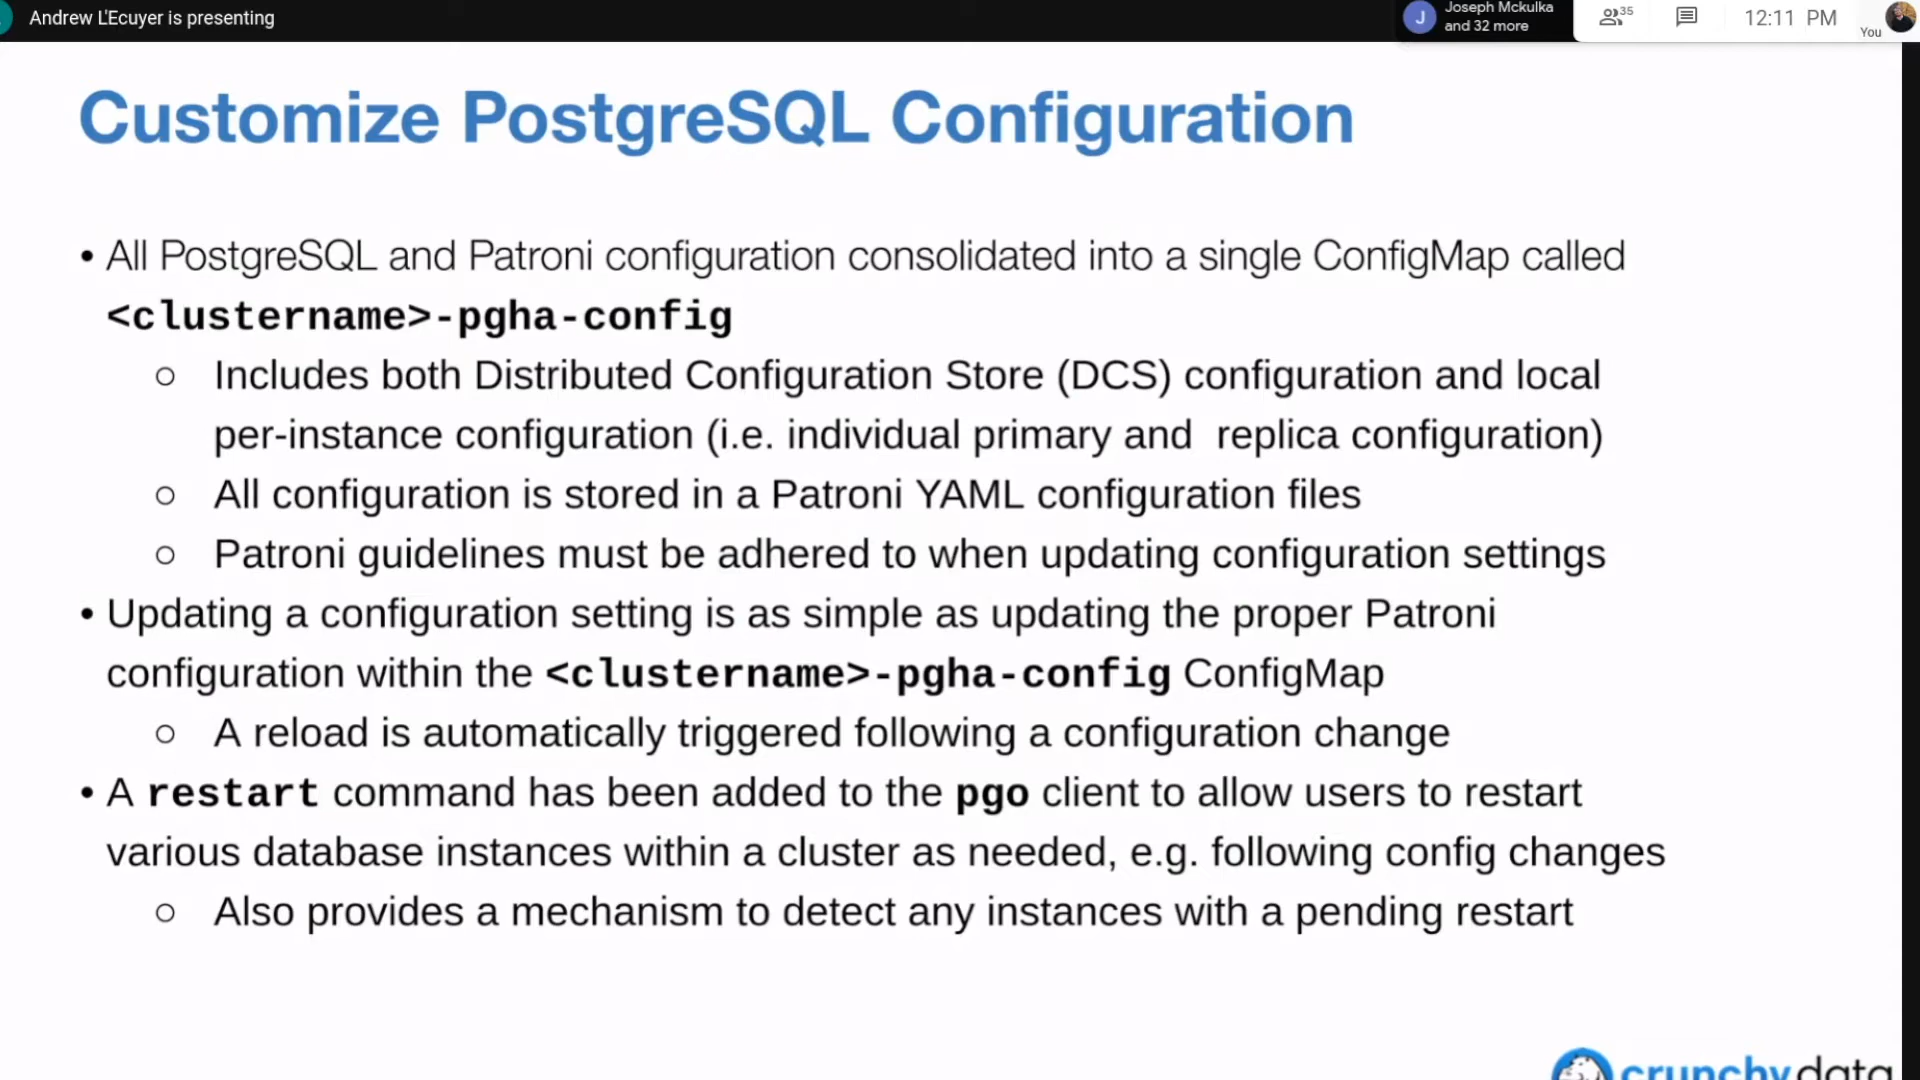 Andrew L'Ecuyer is presenting
J
Joseph Mckulka
and 32 more
35
12:11 PM
You
Customize PostgreSQL Configuration
• All PostgreSQL and Patroni configuration consolidated into a single ConfigMap called
<clustername>-pgha-config
○ Includes both Distributed Configuration Store (DCS) configuration and local
per-instance configuration (i.e. individual primary and replica configuration)
○ All configuration is stored in a Patroni YAML configuration files
○ Patroni guidelines must be adhered to when updating configuration settings
• Updating a configuration setting is as simple as updating the proper Patroni
configuration within the <clustername>-pgha-config ConfigMap
○ A reload is automatically triggered following a configuration change
• A restart command has been added to the pgo client to allow users to restart
various database instances within a cluster as needed, e.g. following config changes
○ Also provides a mechanism to detect any instances with a pending restart
crunchy data